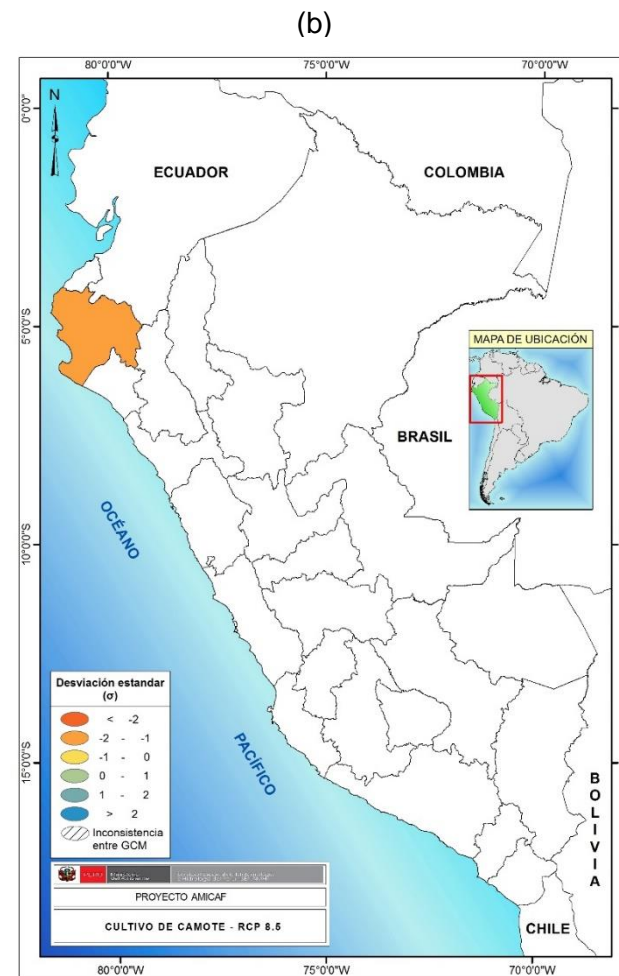 (b)
80°0'0"W 75°0'0"W 70°0'0"W
N
0°0'0"
5°0'0"S
10°0'0"S
15°0'0"S
ECUADOR
COLOMBIA
MAPA DE UBICACIÓN
BRASIL
OCÉANO
PACÍFICO
BOLIVIA
CHILE
Desviación estandar
(σ)
< -2
-2 - -1
-1 - 0
0 - 1
1 - 2
> 2
Inconsistencia
entre GCM
PERÚ
PROYECTO AMICAF
CULTIVO DE CAMOTE - RCP 8.5
80°0'0"W 75°0'0"W 70°0'0"W